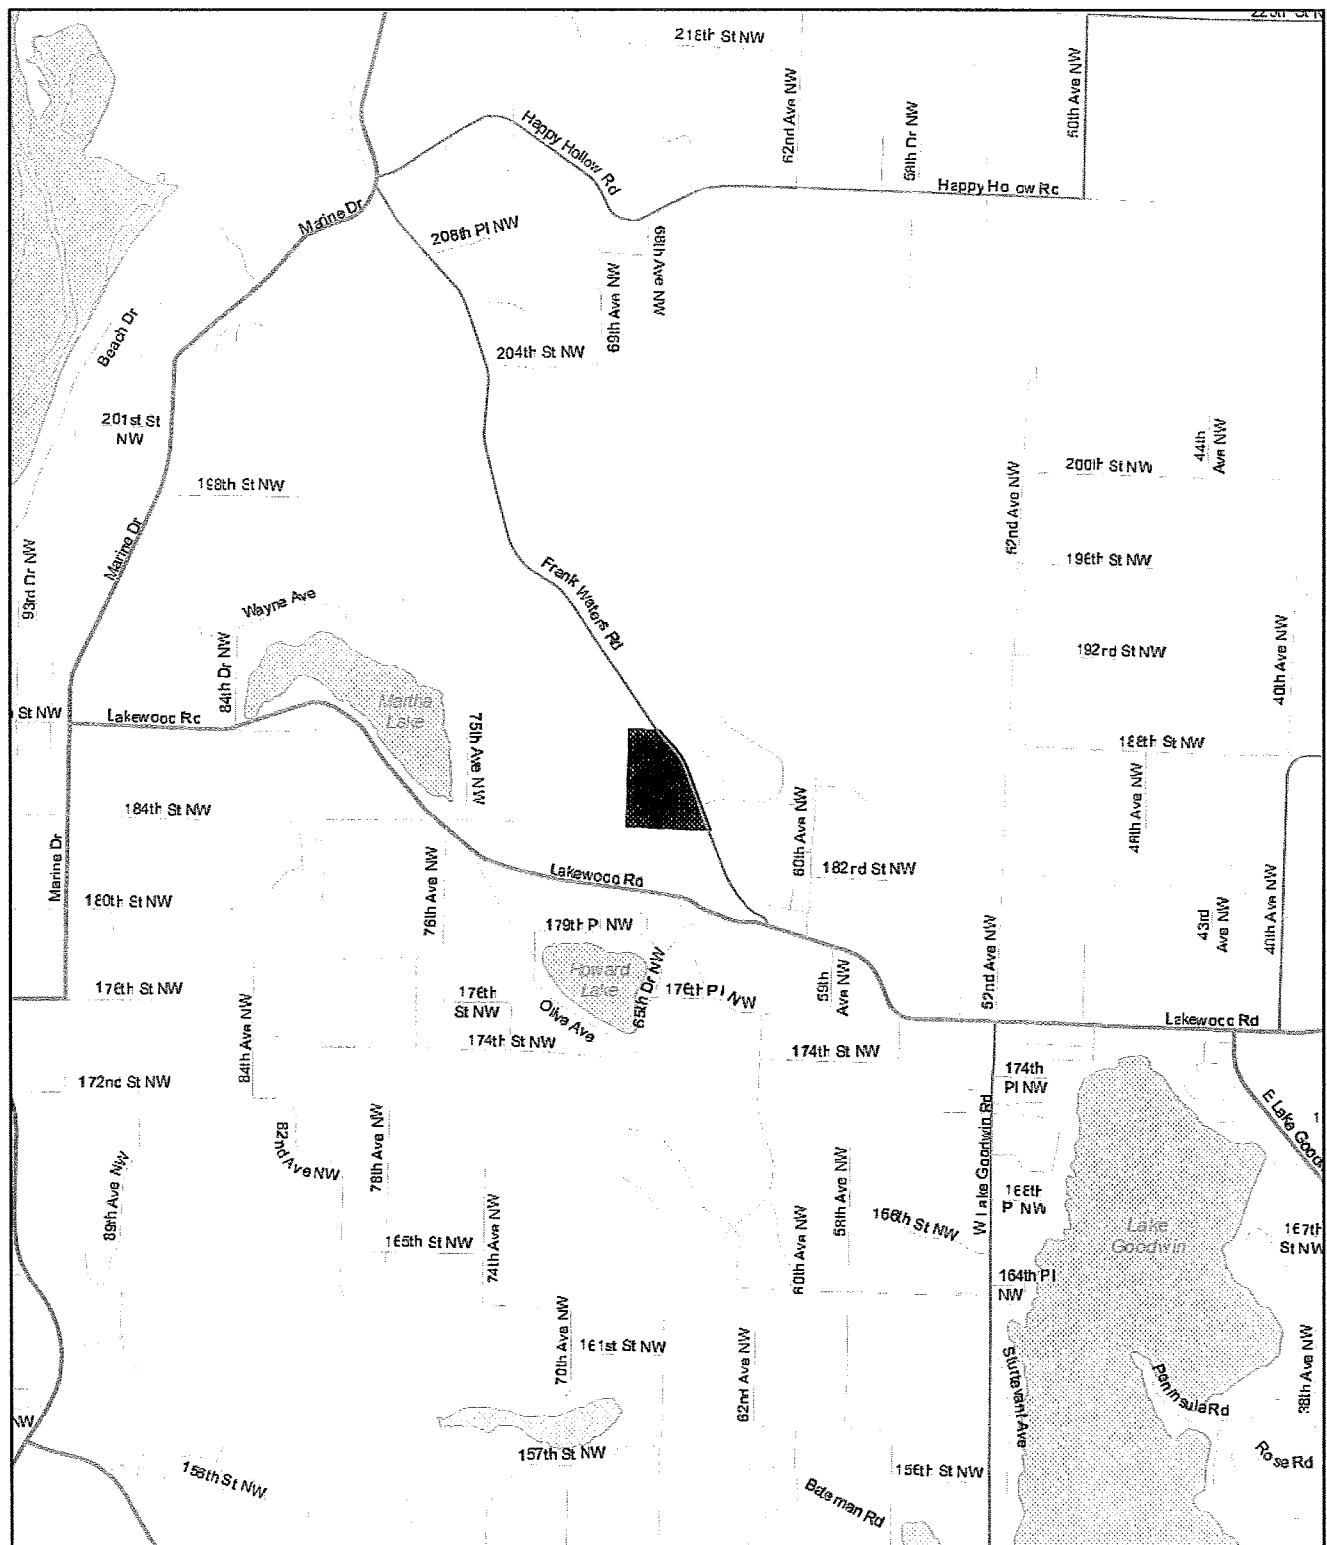 218th St NW
62nd Ave NW
58th Dr NW
50th Ave NW
Happy Hollow Rd
Marine Dr
208th Pl NW
68th Ave NW
69th Ave NW
Beach Dr
204th St NW
201st St
NW
198th St NW
44th
Ave NW
200th St NW
52nd Ave NW
196th St NW
Marine Dr
93rd Dr NW
Frank Waters Rd
Wayne Ave
84th Dr NW
192nd St NW
40th Ave NW
Martha
Lake
St NW
Lakewood Rd
75th Ave NW
188th St NW
184th St NW
60th Ave NW
46th Ave NW
Marine Dr
Lakewood Rd
182nd St NW
180th St NW
76th Ave NW
179th Pl NW
43rd
Ave NW
40th Ave NW
52nd Ave NW
Howard
Lake
65th Dr NW
176th Pl NW
59th
Ave NW
176th St NW
176th
St NW
Olive Ave
174th St NW
174th St NW
Lakewood Rd
84th Ave NW
172nd St NW
174th
Pl NW
E Lake Good
W Lake Goodwin Rd
82nd Ave NW
78th Ave NW
89th Ave NW
168th
Pl NW
165th St NW
74th Ave NW
60th Ave NW
58th Ave NW
166th St NW
Lake
Goodwin
167th
St NW
164th Pl
NW
70th Ave NW
161st St NW
62nd Ave NW
Sturtevant Ave
Peninsula Rd
38th Ave NW
NW
157th St NW
156th St NW
156th St NW
Rose Rd
Bateman Rd